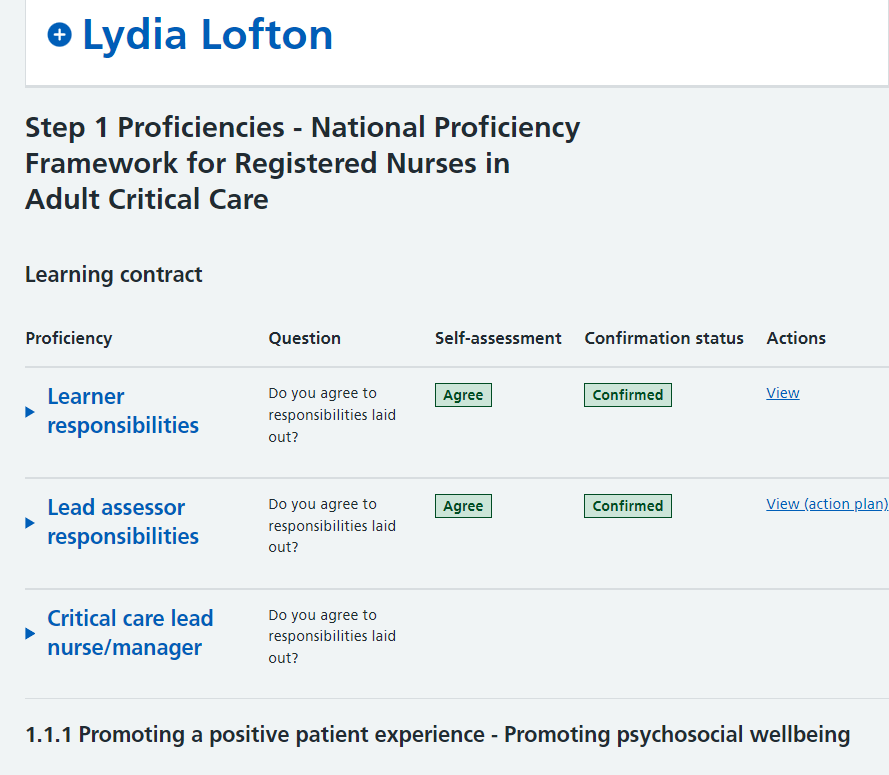 Lydia Lofton
Step 1 Proficiencies - National Proficiency
Framework for Registered Nurses in
Adult Critical Care
Learning contract
Proficiency Question Self-assessment Confirmation status Actions
Learner
responsibilities
Do you agree to
responsibilities laid
out?
Agree
Confirmed
View
Lead assessor
responsibilities
Do you agree to
responsibilities laid
out?
Agree
Confirmed
View (action plan)
Critical care lead
nurse/manager
Do you agree to
responsibilities laid
out?
1.1.1 Promoting a positive patient experience - Promoting psychosocial wellbeing